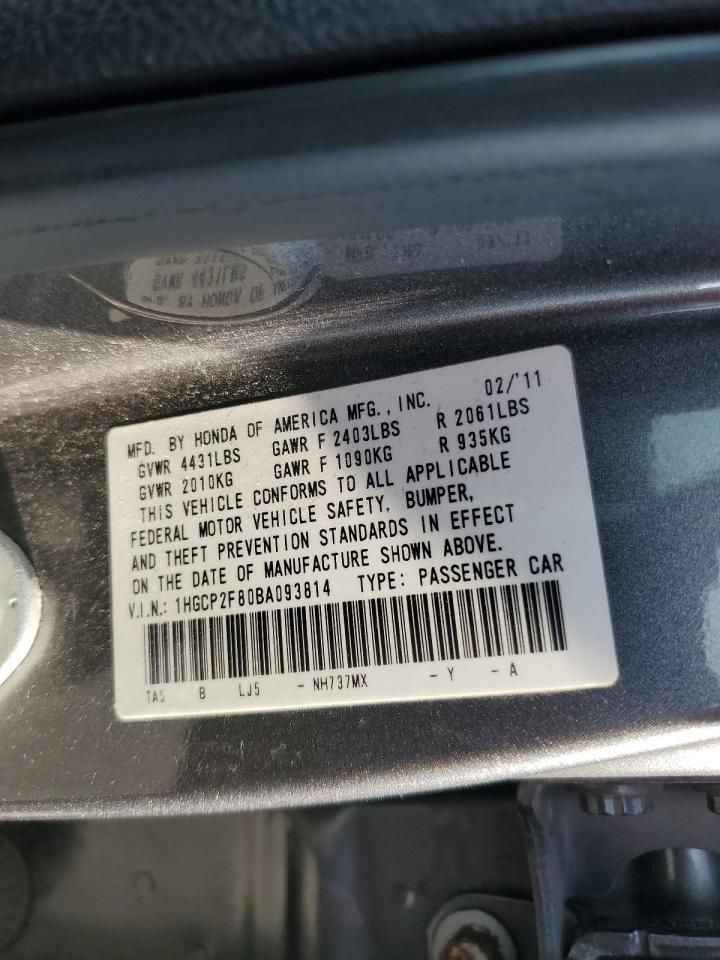 02/'11
MFD. BY HONDA OF AMERICA MFG., INC.
GVWR 4431LBS GAWR F 2403LBS R 2061LBS
GVWR 2010KG GAWR F 1090KG R 935KG
THIS VEHICLE CONFORMS TO ALL APPLICABLE
FEDERAL MOTOR VEHICLE SAFETY, BUMPER,
AND THEFT PREVENTION STANDARDS IN EFFECT
ON THE DATE OF MANUFACTURE SHOWN ABOVE.
V.I.N.: 1HGCP2F80BA093814 TYPE: PASSENGER CAR
TA5 B LJ5 - NH737MX - Y - A